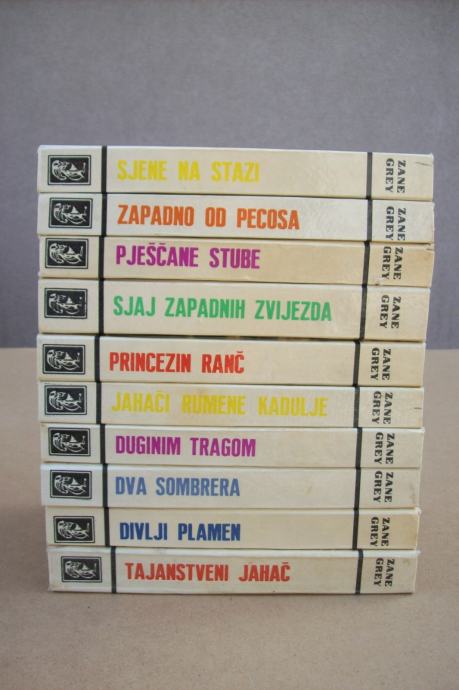 SJENE NA STAZI
ZANE
GREY
ZAPADNO OD PECOSA
ZANE
GREY
PJEŠČANE STUBE
ZANE
GREY
SJAJ ZAPADNIH ZVIJEZDA
ZANE
GREY
PRINCEZIN RANČ
ZANE
GREY
JAHAČI RUMENE KADULJE
ZANE
GREY
DUGINIM TRAGOM
ZANE
GREY
DVA SOMBRERA
ZANE
GREY
DIVLJI PLAMEN
ZANE
GREY
TAJANSTVENI JAHAČ
ZANE
GREY